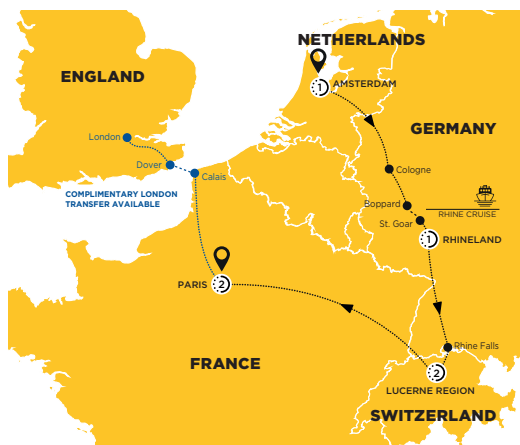 NETHERLANDS
ENGLAND
1
AMSTERDAM
GERMANY
London
Dover
Calais
Cologne
COMPLIMENTARY LONDON
TRANSFER AVAILABLE
Boppard
RHINE CRUISE
St. Goar
1
RHINELAND
PARIS
2
Rhine Falls
FRANCE
2
LUCERNE REGION
SWITZERLAND